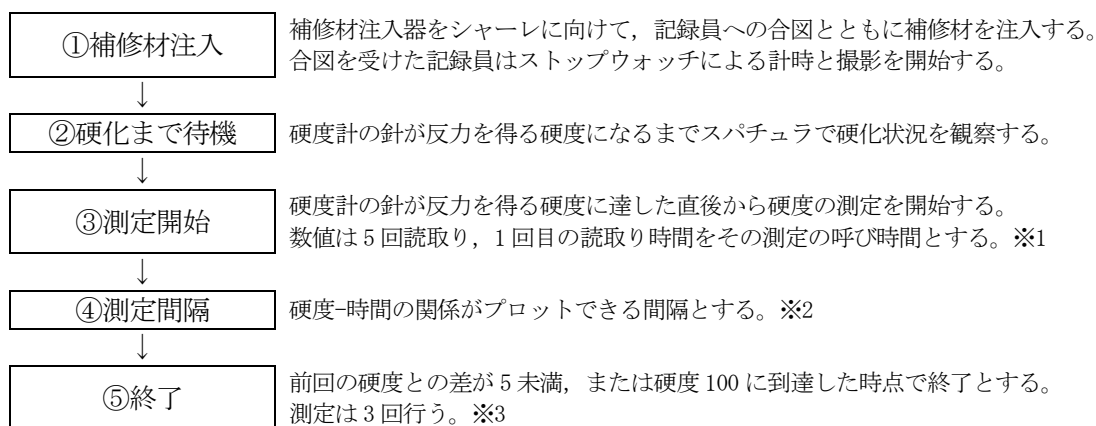 ①補修材注入
補修材注入器をシャーレに向けて，記録員への合図とともに補修材を注入する。
合図を受けた記録員はストップウォッチによる計時と撮影を開始する。
↓
②硬化まで待機
硬度計の針が反力を得る硬度になるまでスパチュラで硬化状況を観察する。
↓
③測定開始
硬度計の針が反力を得る硬度に達した直後から硬度の測定を開始する。
数値は5回読取り，1回目の読取り時間をその測定の呼び時間とする。※1
↓
④測定間隔
硬度-時間の関係がプロットできる間隔とする。※2
↓
⑤終了
前回の硬度との差が5未満，または硬度100に到達した時点で終了とする。
測定は3回行う。※3